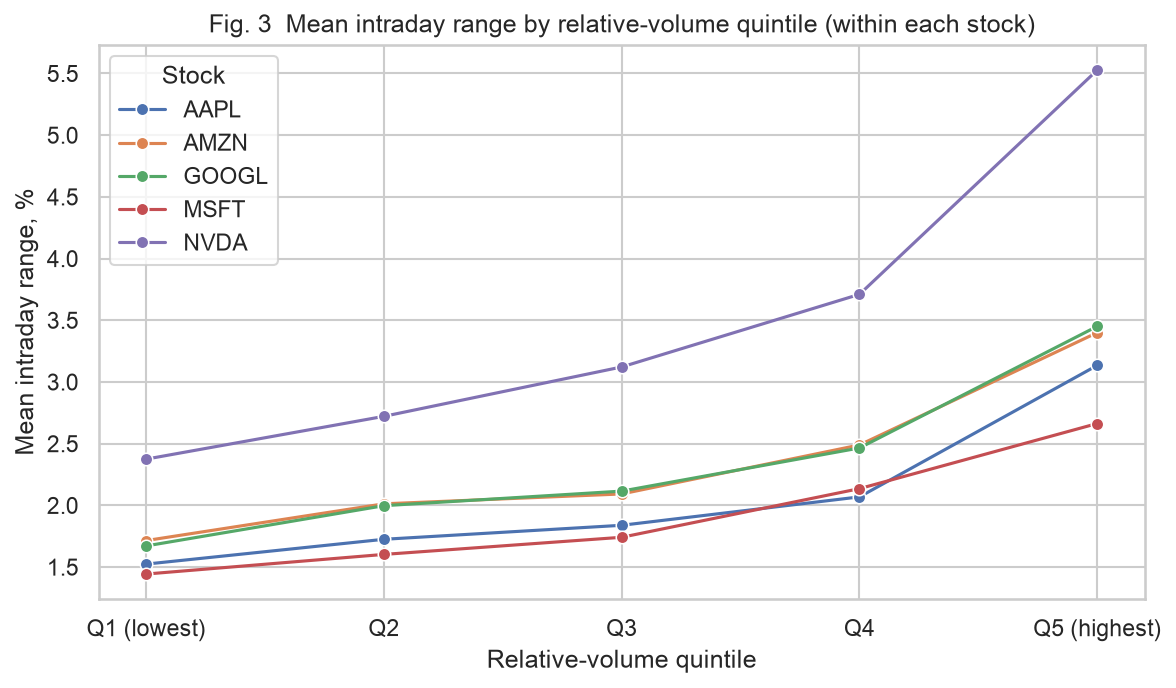 Fig. 3  Mean intraday range by relative-volume quintile (within each stock)
Stock
AAPL
AMZN
GOOGL
MSFT
NVDA
Mean intraday range, %
5.5
5.0
4.5
4.0
3.5
3.0
2.5
2.0
1.5
Q1 (lowest)
Q2
Q3
Q4
Q5 (highest)
Relative-volume quintile